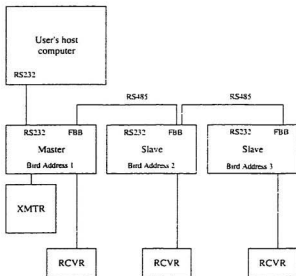 User's host
computer
RS232
RS485
RS485
RS232 FBB
Master
Bird Address 1
RS232 FBB
Slave
Bird Address 2
RS232 FBB
Slave
Bird Address 3
XMTR
RCVR
RCVR
RCVR